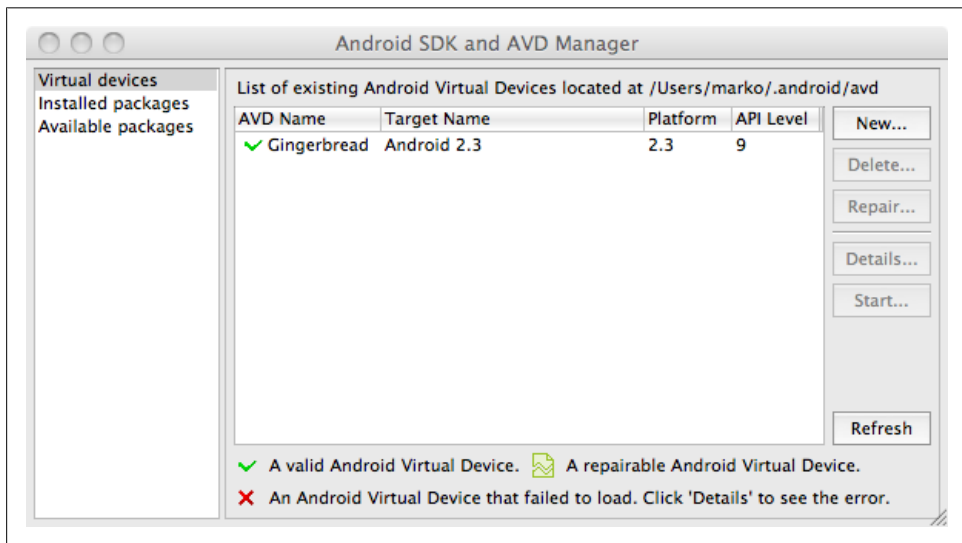 Android SDK and AVD Manager
Virtual devices
Installed packages
Available packages
List of existing Android Virtual Devices located at /Users/marko/.android/avd
AVD Name Target Name Platform API Level
Gingerbread Android 2.3 2.3 9
New...
Delete...
Repair...
Details...
Start...
Refresh
A valid Android Virtual Device. A repairable Android Virtual Device.
An Android Virtual Device that failed to load. Click 'Details' to see the error.